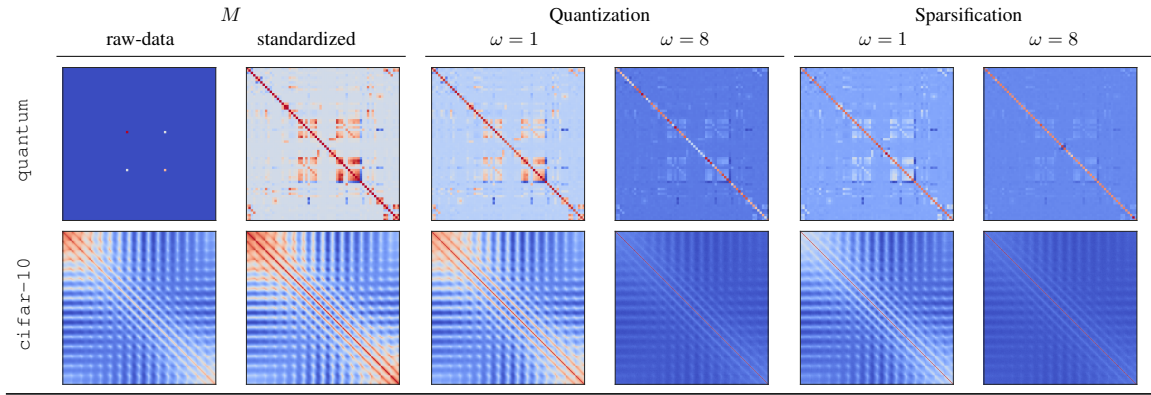 M Quantization Sparsification
raw-data standardized ω = 1 ω = 8 ω = 1 ω = 8
quantum
cifar-10